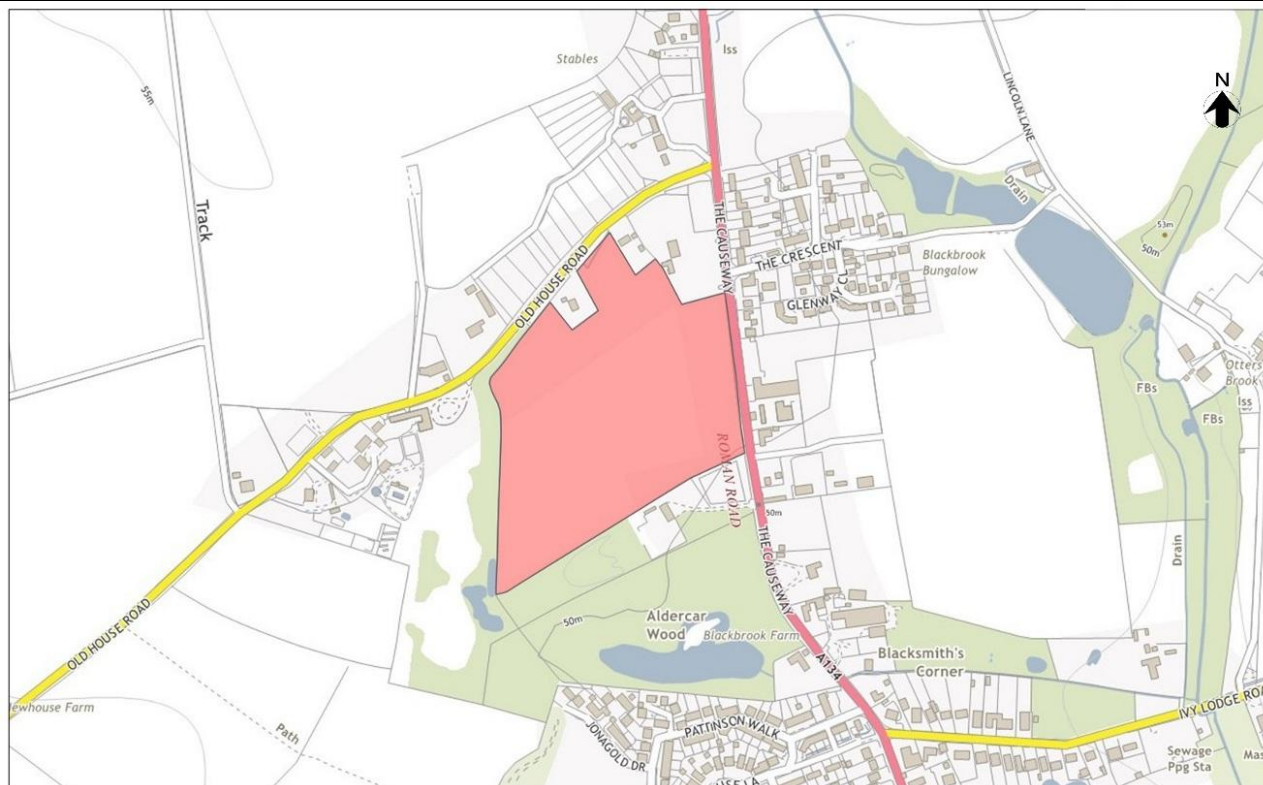 Iss
Stables
55m
N
LINCOLN LANE
Drain
Track
THE CAUSEWAY
53m
50m
THE CRESCENT
Blackbrook
Bungalow
OLD HOUSE ROAD
GLENWAY CL
Otters
Brook
FBs
Iss
FBs
ROMAN ROAD
50m
THE CAUSEWAY
Drain
OLD HOUSE ROAD
50m
Aldercar
Wood
Blackbrook Farm
A134
Blacksmith's
Corner
ewhouse Farm
Path
JONAGOLD DR
PATTINSON WALK
IVY LODGE ROA
Sewage
Ppg Sta
Mas